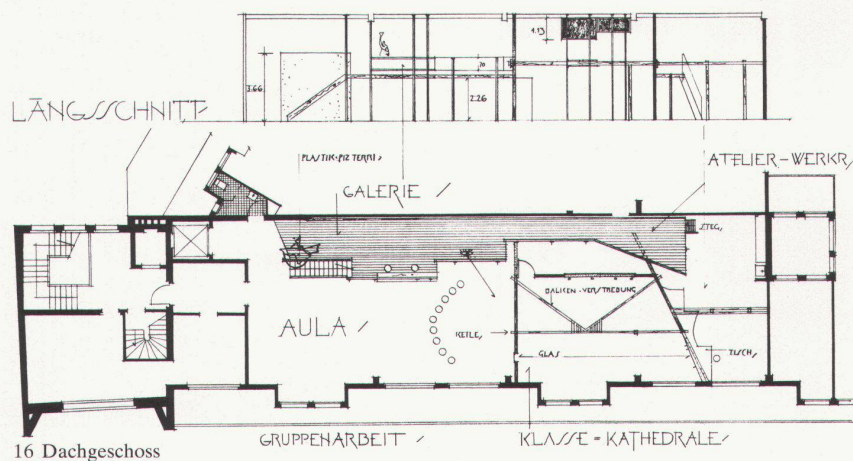 4.13
3.66
70
2.26
LÄNGSSCHNITT
PLASTIK-PIZ TERRI
ATELIER-WERKR.
GALERIE
STEG
BALKEN-VERSTREBUNG
AULA
KEILE
GLAS
TISCH
GRUPPENARBEIT
KLASSE=KATHEDRALE
16 Dachgeschoss